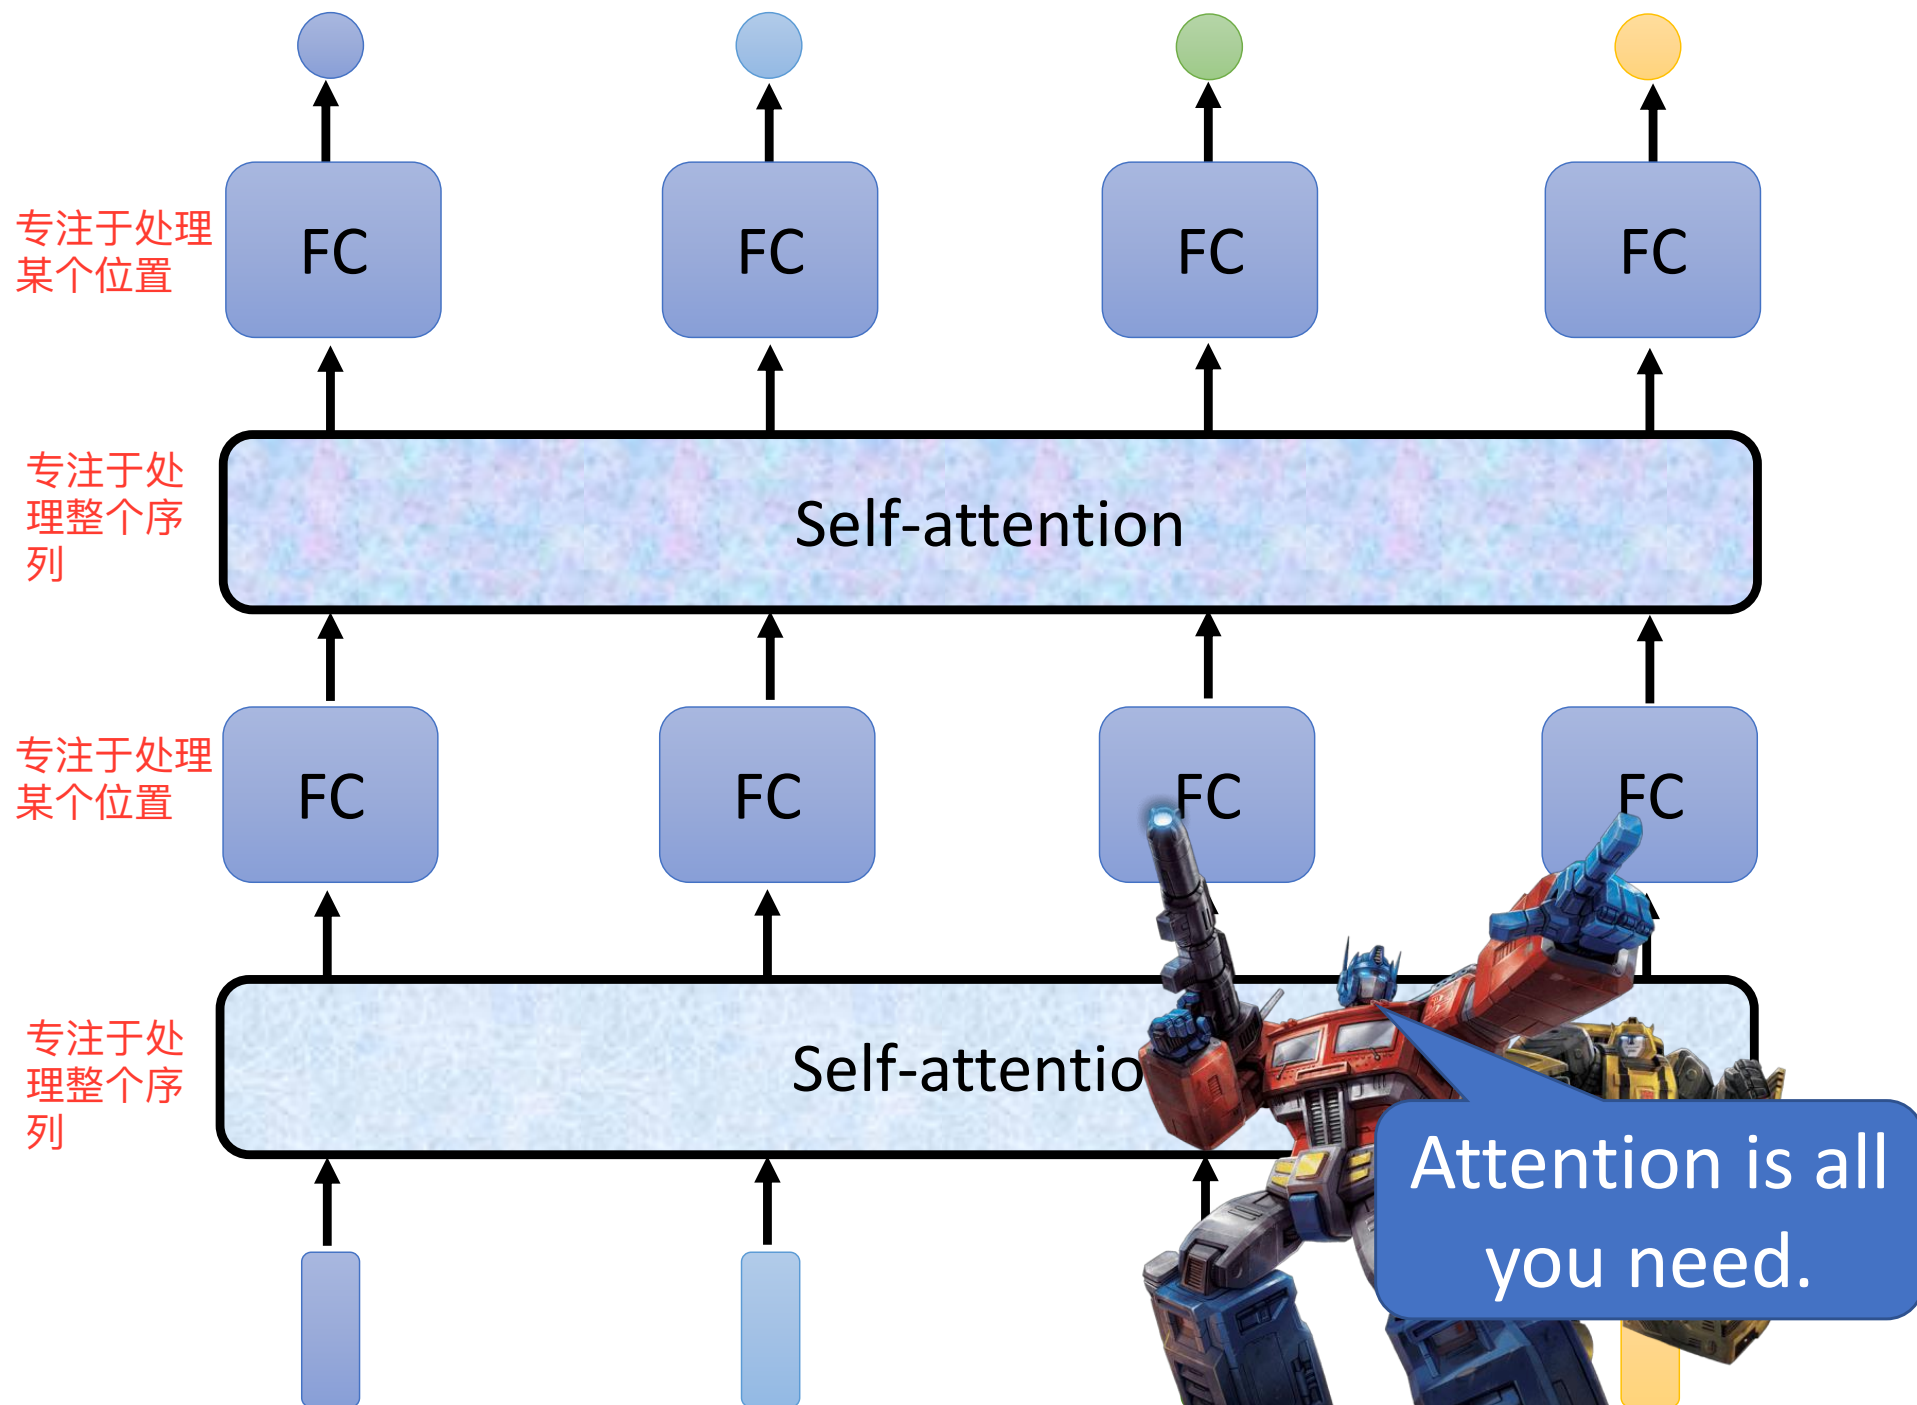 专注于处理
某个位置
FC
FC
FC
FC
专注于处
理整个序
列
Self-attention
专注于处理
某个位置
FC
FC
FC
FC
专注于处
理整个序
列
Self-attentio
Attention is all
you need.